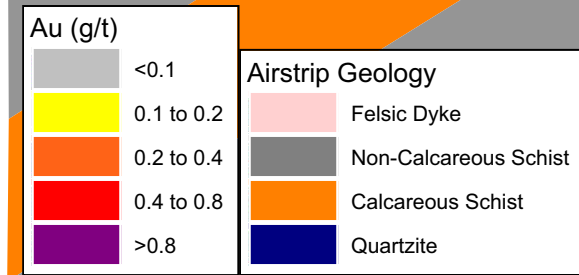 Au (g/t)
<0.1
0.1 to 0.2
0.2 to 0.4
0.4 to 0.8
>0.8
Airstrip Geology
Felsic Dyke
Non-Calcareous Schist
Calcareous Schist
Quartzite